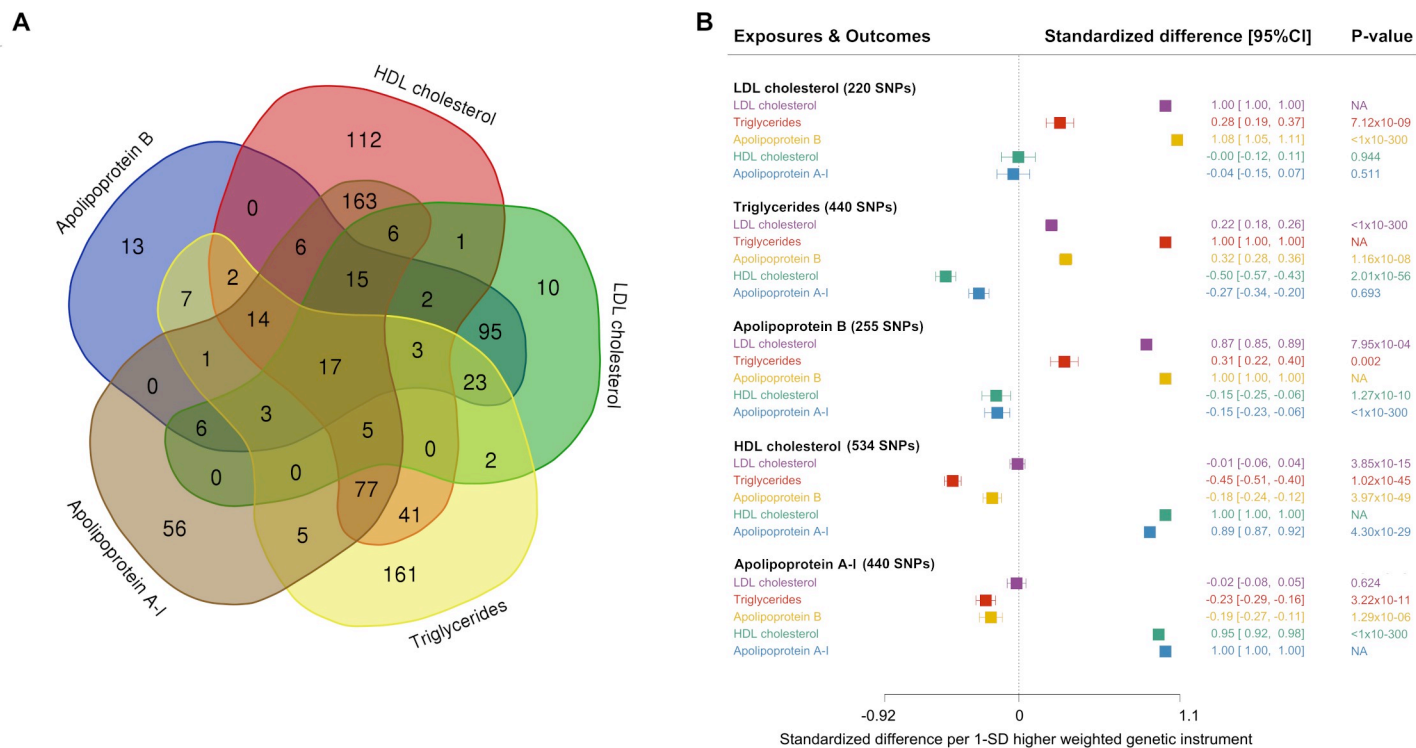 A
HDL cholesterol
Apolipoprotein B
LDL cholesterol
Apolipoprotein A-I
Triglycerides
112
0
163
6
6
1
13
10
2
15
2
7
14
95
3
1
17
23
0
3
6
5
0
2
0
0
77
56
5
41
161
B
Exposures & Outcomes Standardized difference [95%CI] P-value
LDL cholesterol (220 SNPs)
LDL cholesterol 1.00 [ 1.00, 1.00] NA
Triglycerides 0.28 [ 0.19, 0.37] 7.12x10-09
Apolipoprotein B 1.08 [ 1.05, 1.11] <1x10-300
HDL cholesterol -0.00 [-0.12, 0.11] 0.944
Apolipoprotein A-I -0.04 [-0.15, 0.07] 0.511
Triglycerides (440 SNPs)
LDL cholesterol 0.22 [ 0.18, 0.26] <1x10-300
Triglycerides 1.00 [ 1.00, 1.00] NA
Apolipoprotein B 0.32 [ 0.28, 0.36] 1.16x10-08
HDL cholesterol -0.50 [-0.57, -0.43] 2.01x10-56
Apolipoprotein A-I -0.27 [-0.34, -0.20] 0.693
Apolipoprotein B (255 SNPs)
LDL cholesterol 0.87 [ 0.85, 0.89] 7.95x10-04
Triglycerides 0.31 [ 0.22, 0.40] 0.002
Apolipoprotein B 1.00 [ 1.00, 1.00] NA
HDL cholesterol -0.15 [-0.25, -0.06] 1.27x10-10
Apolipoprotein A-I -0.15 [-0.23, -0.06] <1x10-300
HDL cholesterol (534 SNPs)
LDL cholesterol -0.01 [-0.06, 0.04] 3.85x10-15
Triglycerides -0.45 [-0.51, -0.40] 1.02x10-45
Apolipoprotein B -0.18 [-0.24, -0.12] 3.97x10-49
HDL cholesterol 1.00 [ 1.00, 1.00] NA
Apolipoprotein A-I 0.89 [ 0.87, 0.92] 4.30x10-29
Apolipoprotein A-I (440 SNPs)
LDL cholesterol -0.02 [-0.08, 0.05] 0.624
Triglycerides -0.23 [-0.29, -0.16] 3.22x10-11
Apolipoprotein B -0.19 [-0.27, -0.11] 1.29x10-06
HDL cholesterol 0.95 [ 0.92, 0.98] <1x10-300
Apolipoprotein A-I 1.00 [ 1.00, 1.00] NA
-0.92 0 1.1
Standardized difference per 1-SD higher weighted genetic instrument